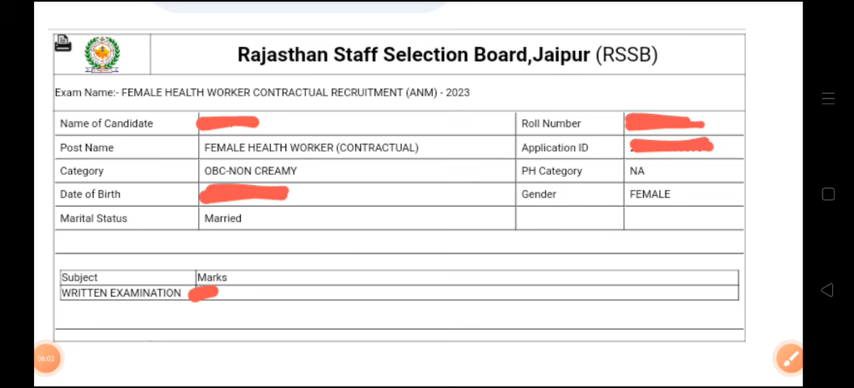 Rajasthan Staff Selection Board,Jaipur (RSSB)
Exam Name:- FEMALE HEALTH WORKER CONTRACTUAL RECRUITMENT (ANM) - 2023
Name of Candidate Roll Number
Post Name FEMALE HEALTH WORKER (CONTRACTUAL) Application ID
Category OBC-NON CREAMY PH Category NA
Date of Birth Gender FEMALE
Marital Status Married
Subject Marks
WRITTEN EXAMINATION
06:02